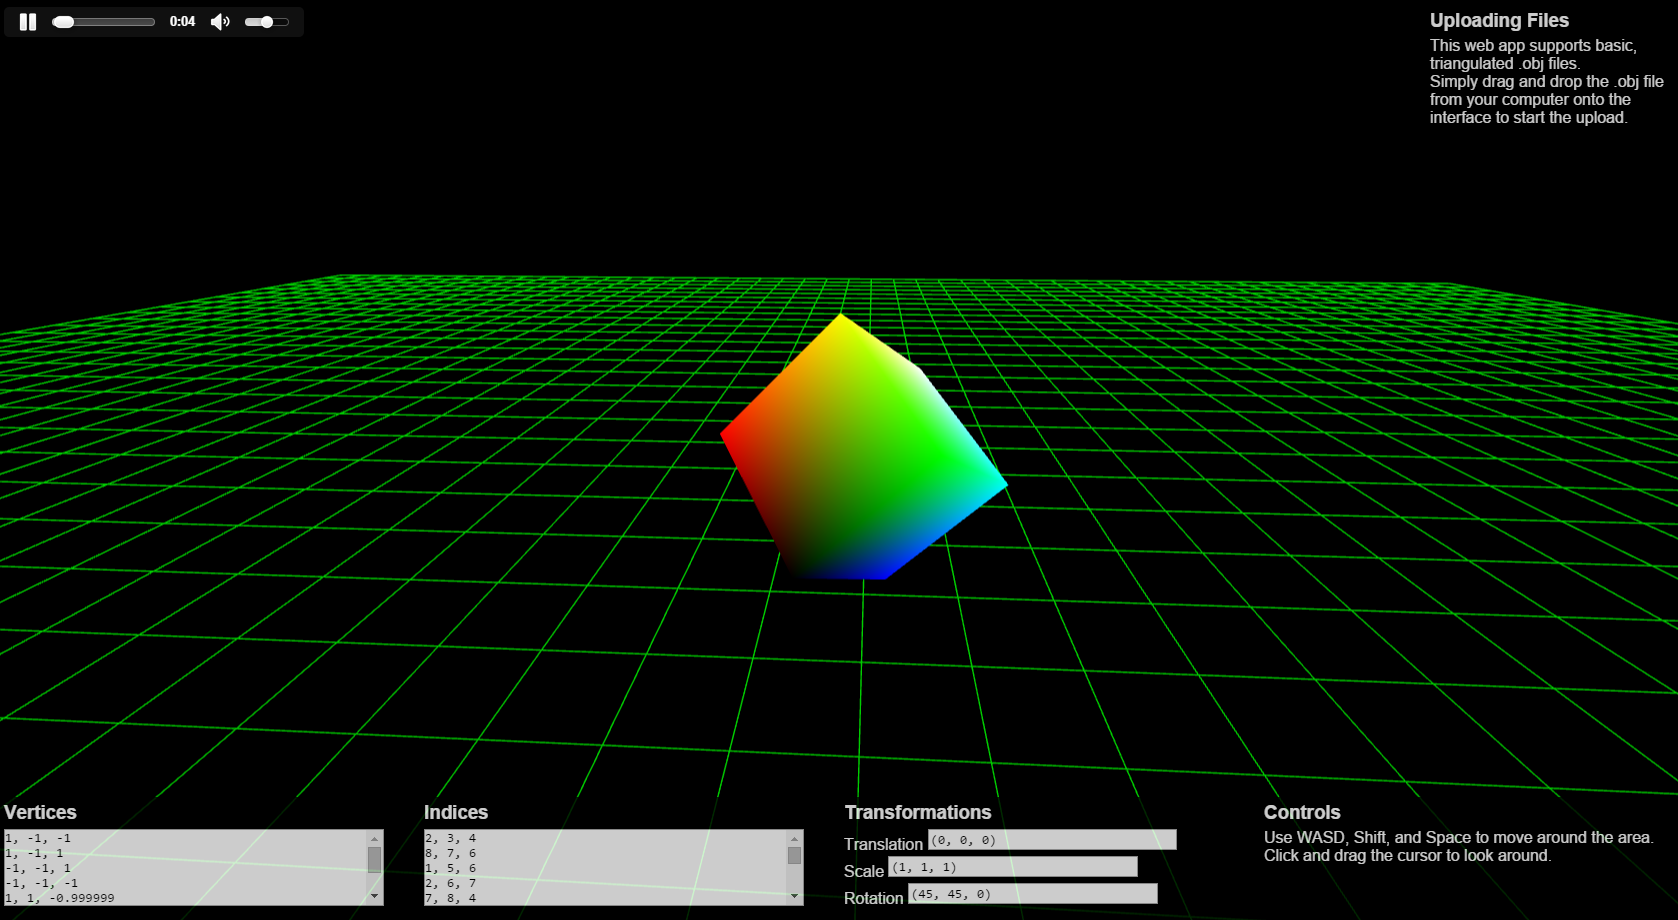 0:04
Uploading Files
This web app supports basic,
triangulated .obj files.
Simply drag and drop the .obj file
from your computer onto the
interface to start the upload.
Vertices
1, -1, -1
1, -1, 1
-1, -1, 1
-1, -1, -1
1, 1, -0.999999
Indices
2, 3, 4
8, 7, 6
1, 5, 6
2, 6, 7
7, 8, 4
Transformations
Translation (0, 0, 0)
Scale (1, 1, 1)
Rotation (45, 45, 0)
Controls
Use WASD, Shift, and Space to move around the area.
Click and drag the cursor to look around.